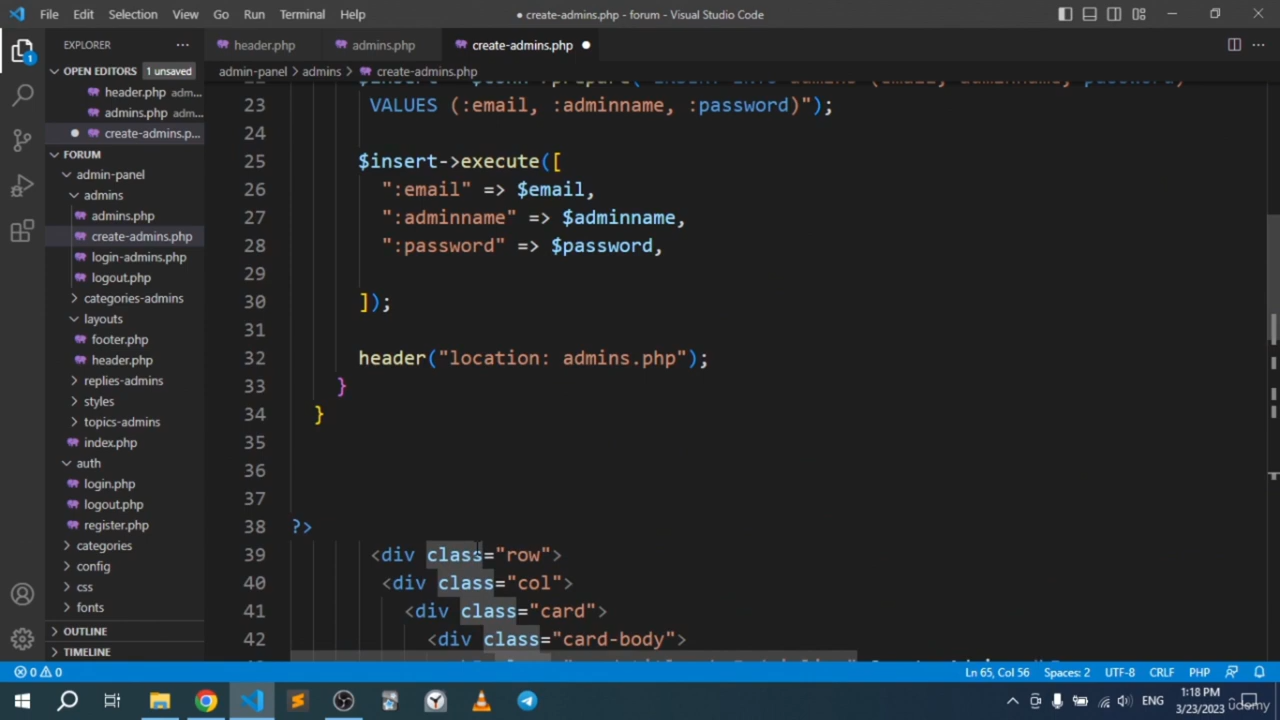 File Edit Selection View Go Run Terminal Help
● create-admins.php - forum - Visual Studio Code
EXPLORER
header.php
admins.php
create-admins.php
OPEN EDITORS 1 unsaved
admin-panel > admins > create-admins.php
header.php adm...
admins.php adm...
create-admins.p...
FORUM
admin-panel
admins
admins.php
create-admins.php
login-admins.php
logout.php
categories-admins
layouts
footer.php
header.php
replies-admins
styles
topics-admins
index.php
auth
login.php
logout.php
register.php
categories
config
css
fonts
OUTLINE
TIMELINE
23 VALUES (:email, :adminname, :password)");
24
25 $insert->execute([
26 ":email" => $email,
27 ":adminname" => $adminname,
28 ":password" => $password,
29
30 ]);
31
32 header("location: admins.php");
33 }
34 }
35
36
37
38 ?>
39 <div class="row">
40 <div class="col">
41 <div class="card">
42 <div class="card-body">
0 0
Ln 65, Col 56 Spaces: 2 UTF-8 CRLF PHP
ENG
1:18 PM
3/23/2023
udemy